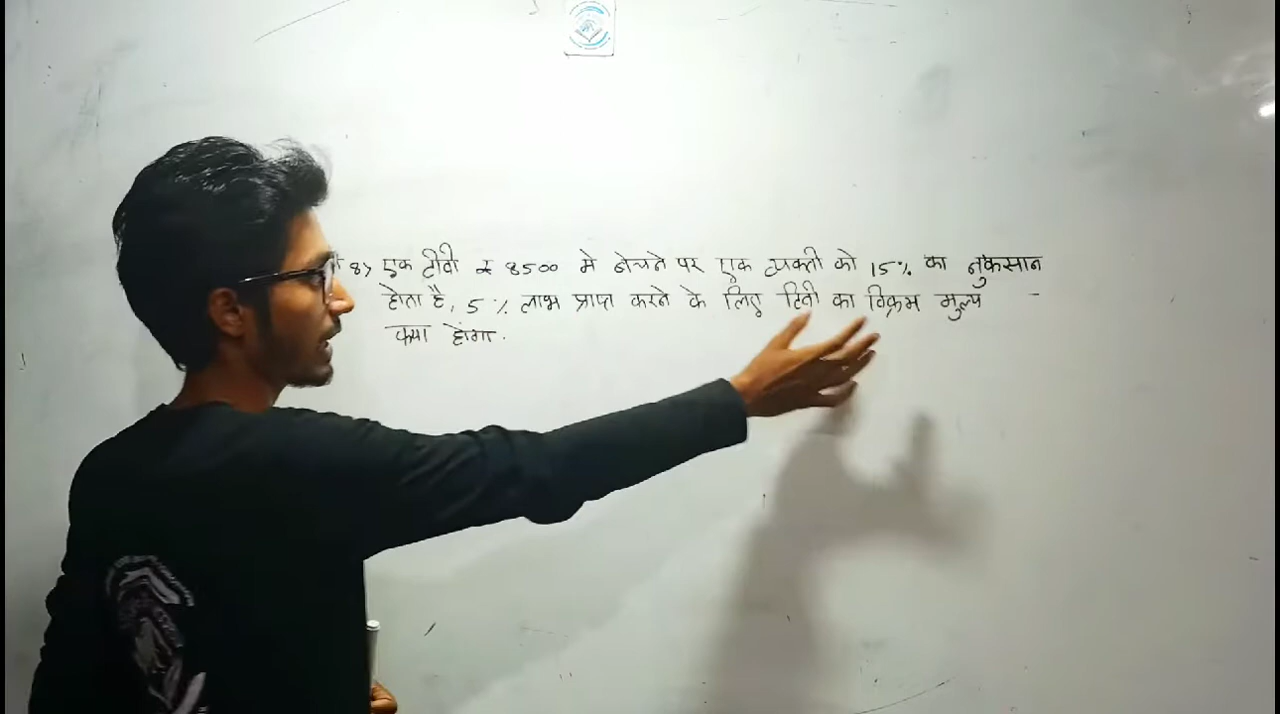 8> एक टीवी ₹ 8500 मे बेचने पर एक व्यक्ती को 15% का नुकसान
होता है, 5% लाभ प्राप्त करने के लिए टिवी का विक्रय मुल्य -
क्या होंगा.